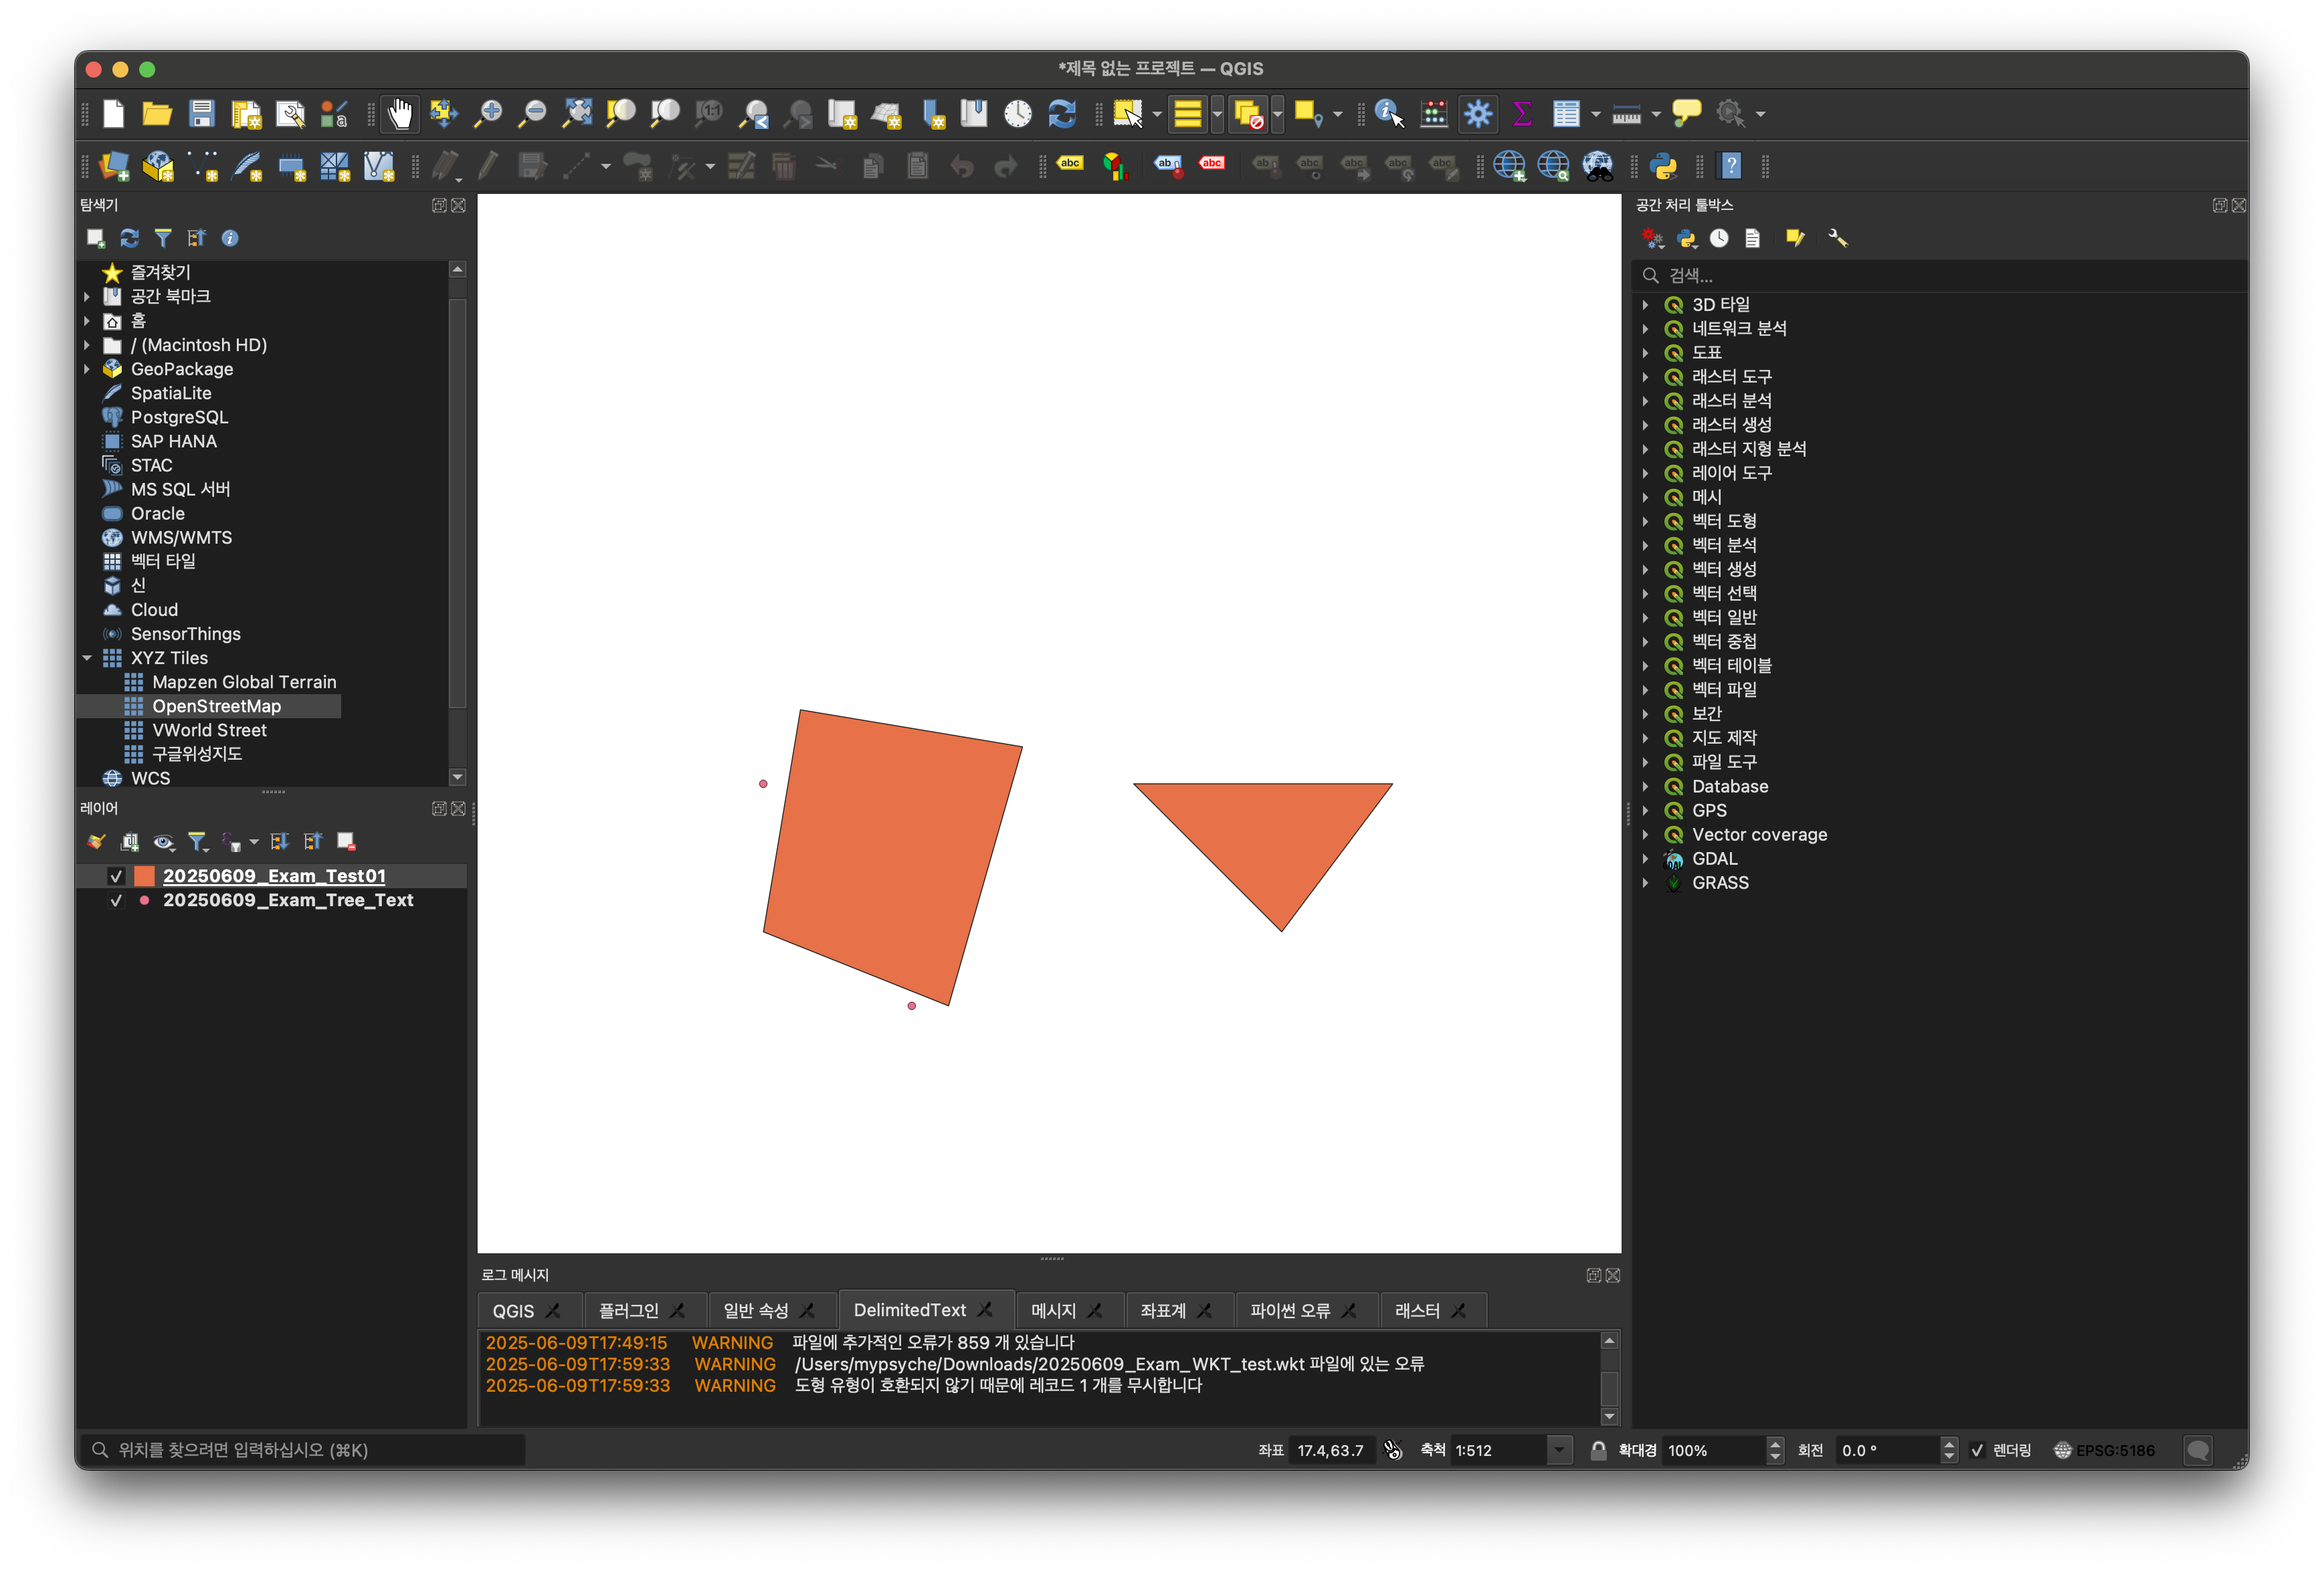 *제목 없는 프로젝트 — QGIS
탐색기
즐겨찾기
공간 북마크
홈
/ (Macintosh HD)
GeoPackage
SpatiaLite
PostgreSQL
SAP HANA
STAC
MS SQL 서버
Oracle
WMS/WMTS
벡터 타일
신
Cloud
SensorThings
XYZ Tiles
Mapzen Global Terrain
OpenStreetMap
VWorld Street
구글위성지도
WCS
레이어
20250609_Exam_Test01
20250609_Exam_Tree_Text
공간 처리 툴박스
검색...
3D 타일
네트워크 분석
도표
래스터 도구
래스터 분석
래스터 생성
래스터 지형 분석
레이어 도구
메시
벡터 도형
벡터 분석
벡터 생성
벡터 선택
벡터 일반
벡터 중첩
벡터 테이블
벡터 파일
보간
지도 제작
파일 도구
Database
GPS
Vector coverage
GDAL
GRASS
로그 메시지
QGIS 플러그인 일반 속성 DelimitedText 메시지 좌표계 파이썬 오류 래스터
2025-06-09T17:49:15 WARNING 파일에 추가적인 오류가 859 개 있습니다
2025-06-09T17:59:33 WARNING /Users/mypsyche/Downloads/20250609_Exam_WKT_test.wkt 파일에 있는 오류
2025-06-09T17:59:33 WARNING 도형 유형이 호환되지 않기 때문에 레코드 1 개를 무시합니다
위치를 찾으려면 입력하십시오 (⌘K) 좌표 17.4,63.7 축척 1:512 확대경 100% 회전 0.0 ° 렌더링 EPSG:5186